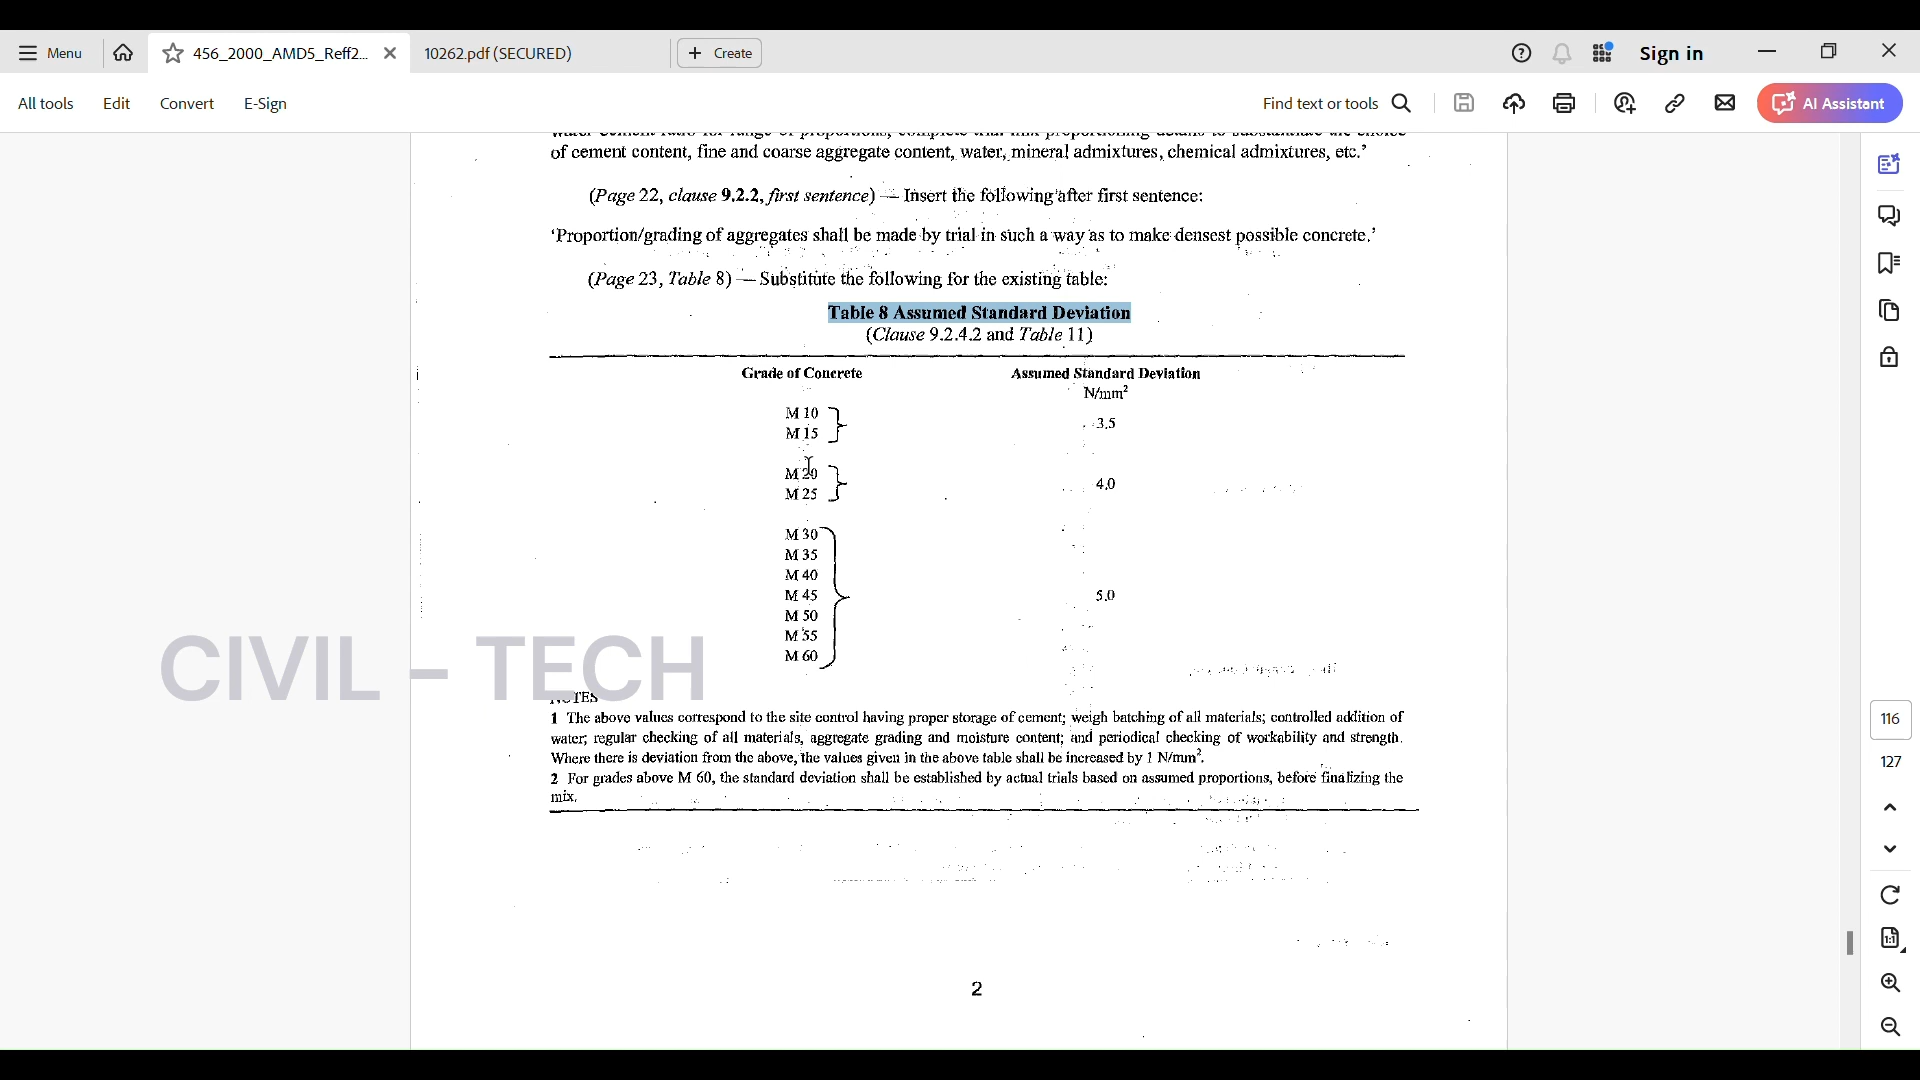 Menu
456_2000_AMD5_Reff2...
10262.pdf (SECURED)
Create
Sign in
All tools
Edit
Convert
E-Sign
Find text or tools
AI Assistant
of cement content, fine and coarse aggregate content, water, mineral admixtures, chemical admixtures, etc.’
(Page 22, clause 9.2.2, first sentence) — Insert the following after first sentence:
‘Proportion/grading of aggregates shall be made by trial in such a way as to make densest possible concrete.’
(Page 23, Table 8) — Substitute the following for the existing table:
Table 8 Assumed Standard Deviation
(Clause 9.2.4.2 and Table 11)
Grade of Concrete Assumed Standard Deviation
N/mm²
M 10
3.5
M 15
M 20
4.0
M 25
M 30
M 35
M 40
M 45 5.0
M 50
M 55
M 60
CIVIL – TECH
1 The above values correspond to the site control having proper storage of cement; weigh batching of all materials; controlled addition of
water; regular checking of all materials, aggregate grading and moisture content; and periodical checking of workability and strength.
Where there is deviation from the above, the values given in the above table shall be increased by 1 N/mm².
2 For grades above M 60, the standard deviation shall be established by actual trials based on assumed proportions, before finalizing the
mix.
2
116
127